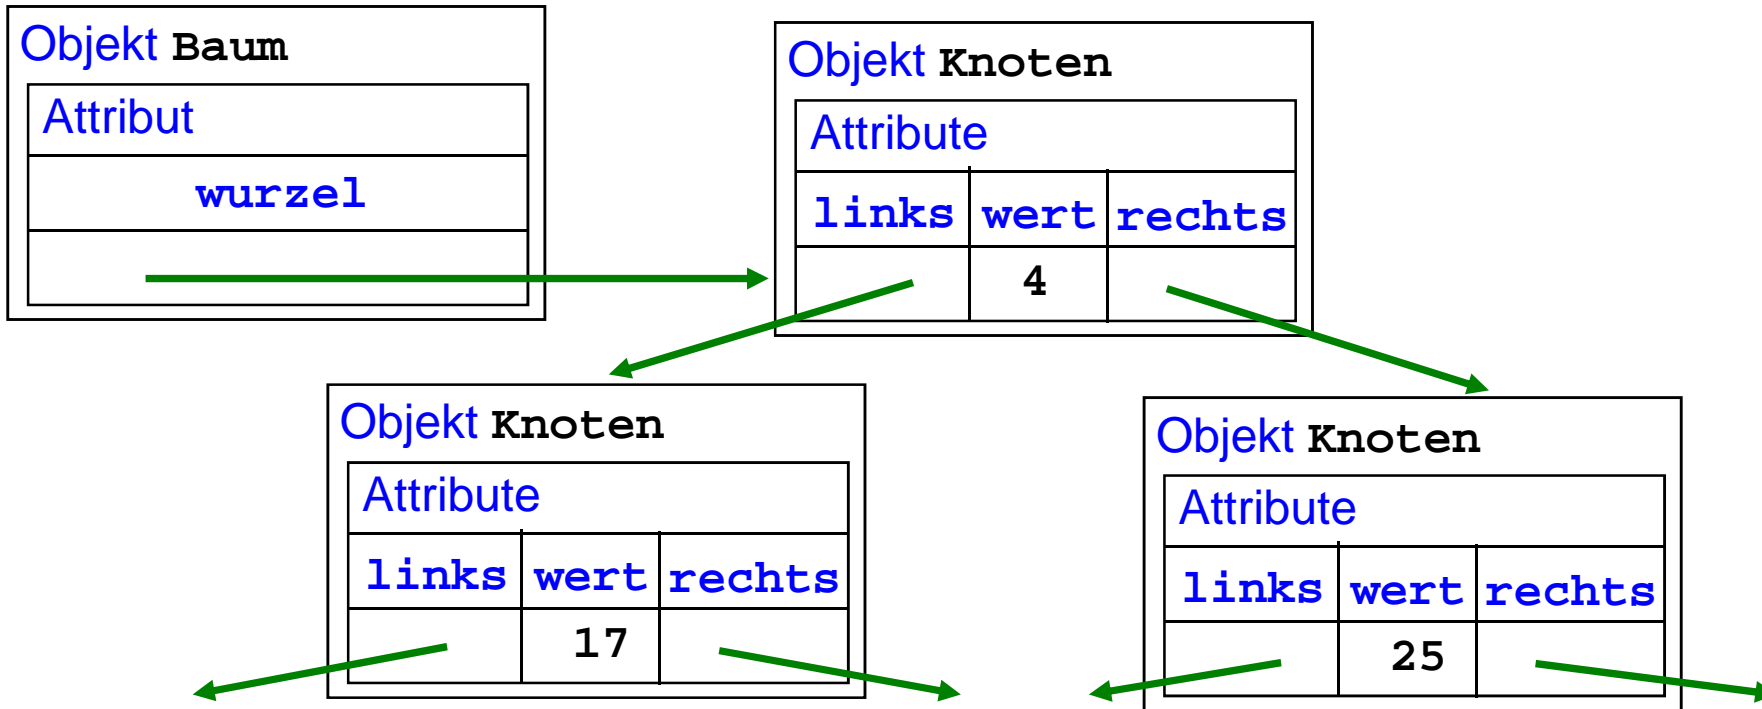 Objekt Baum
Attribut
wurzel
Objekt Knoten
Attribute
links wert rechts
4
Objekt Knoten
Attribute
links wert rechts
17
Objekt Knoten
Attribute
links wert rechts
25